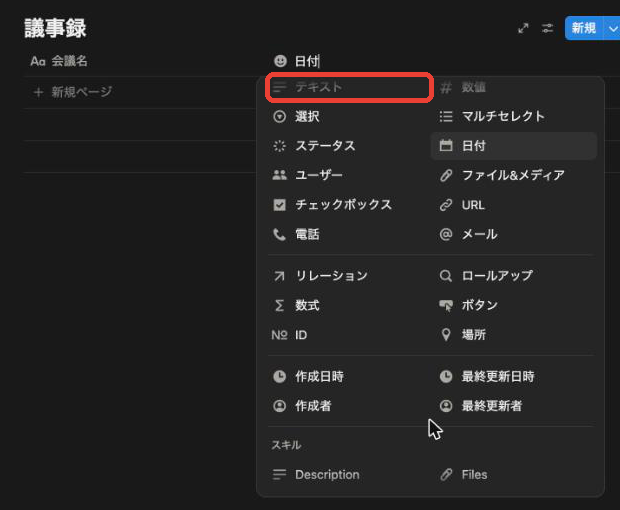 議事録
新規
Aa 会議名
日付
+ 新規ページ
テキスト
# 数値
選択
マルチセレクト
ステータス
日付
ユーザー
ファイル&メディア
チェックボックス
URL
電話
@ メール
リレーション
ロールアップ
Σ 数式
ボタン
№ ID
場所
作成日時
最終更新日時
作成者
最終更新者
スキル
Description
Files